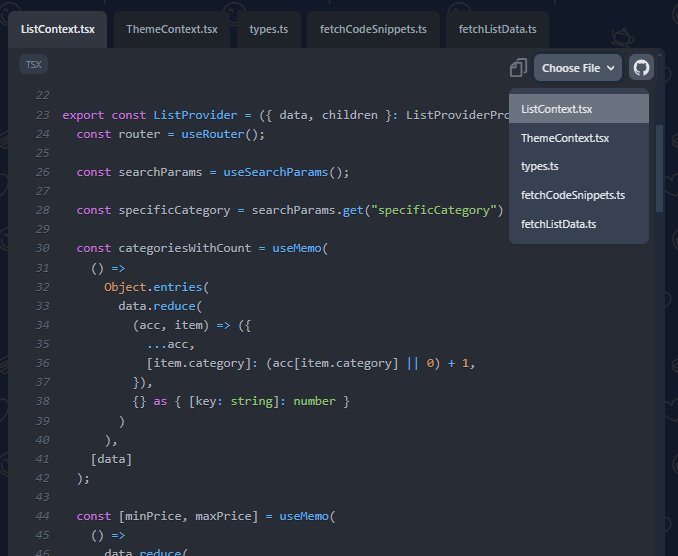 ListContext.tsx ThemeContext.tsx types.ts fetchCodeSnippets.ts fetchListData.ts
TSX
Choose File
ListContext.tsx
ThemeContext.tsx
types.ts
fetchCodeSnippets.ts
fetchListData.ts
22
23 export const ListProvider = ({ data, children }: ListProviderPro
24 const router = useRouter();
25
26 const searchParams = useSearchParams();
27
28 const specificCategory = searchParams.get("specificCategory")
29
30 const categoriesWithCount = useMemo(
31 () =>
32 Object.entries(
33 data.reduce(
34 (acc, item) => ({
35 ...acc,
36 [item.category]: (acc[item.category] || 0) + 1,
37 }),
38 {} as { [key: string]: number }
39 )
40 ),
41 [data]
42 );
43
44 const [minPrice, maxPrice] = useMemo(
45 () =>
46 data.reduce(